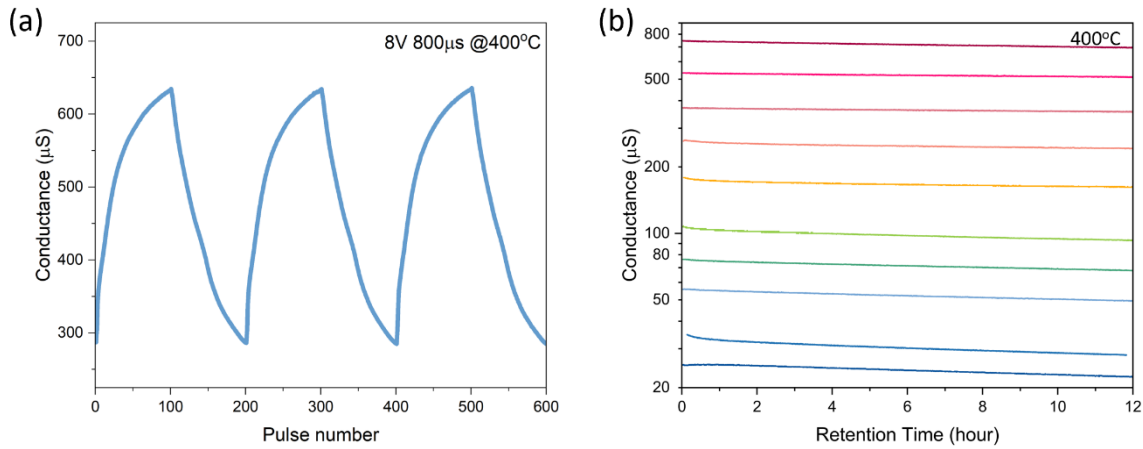 (a)
8V 800μs @400°C
700
600
500
400
300
0 100 200 300 400 500 600
Conductance (μS)
Pulse number
(b)
400°C
800
500
200
100
80
50
20
0 2 4 6 8 10 12
Conductance (μS)
Retention Time (hour)